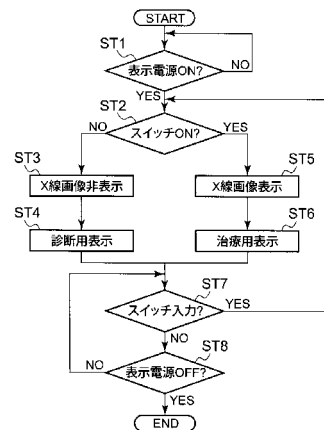 START
ST1
表示電源ON?
NO
YES
ST2
スイッチON?
NO
YES
ST3
X線画像非表示
ST5
X線画像表示
ST4
診断用表示
ST6
治療用表示
ST7
スイッチ入力?
YES
NO
ST8
表示電源OFF?
NO
YES
END